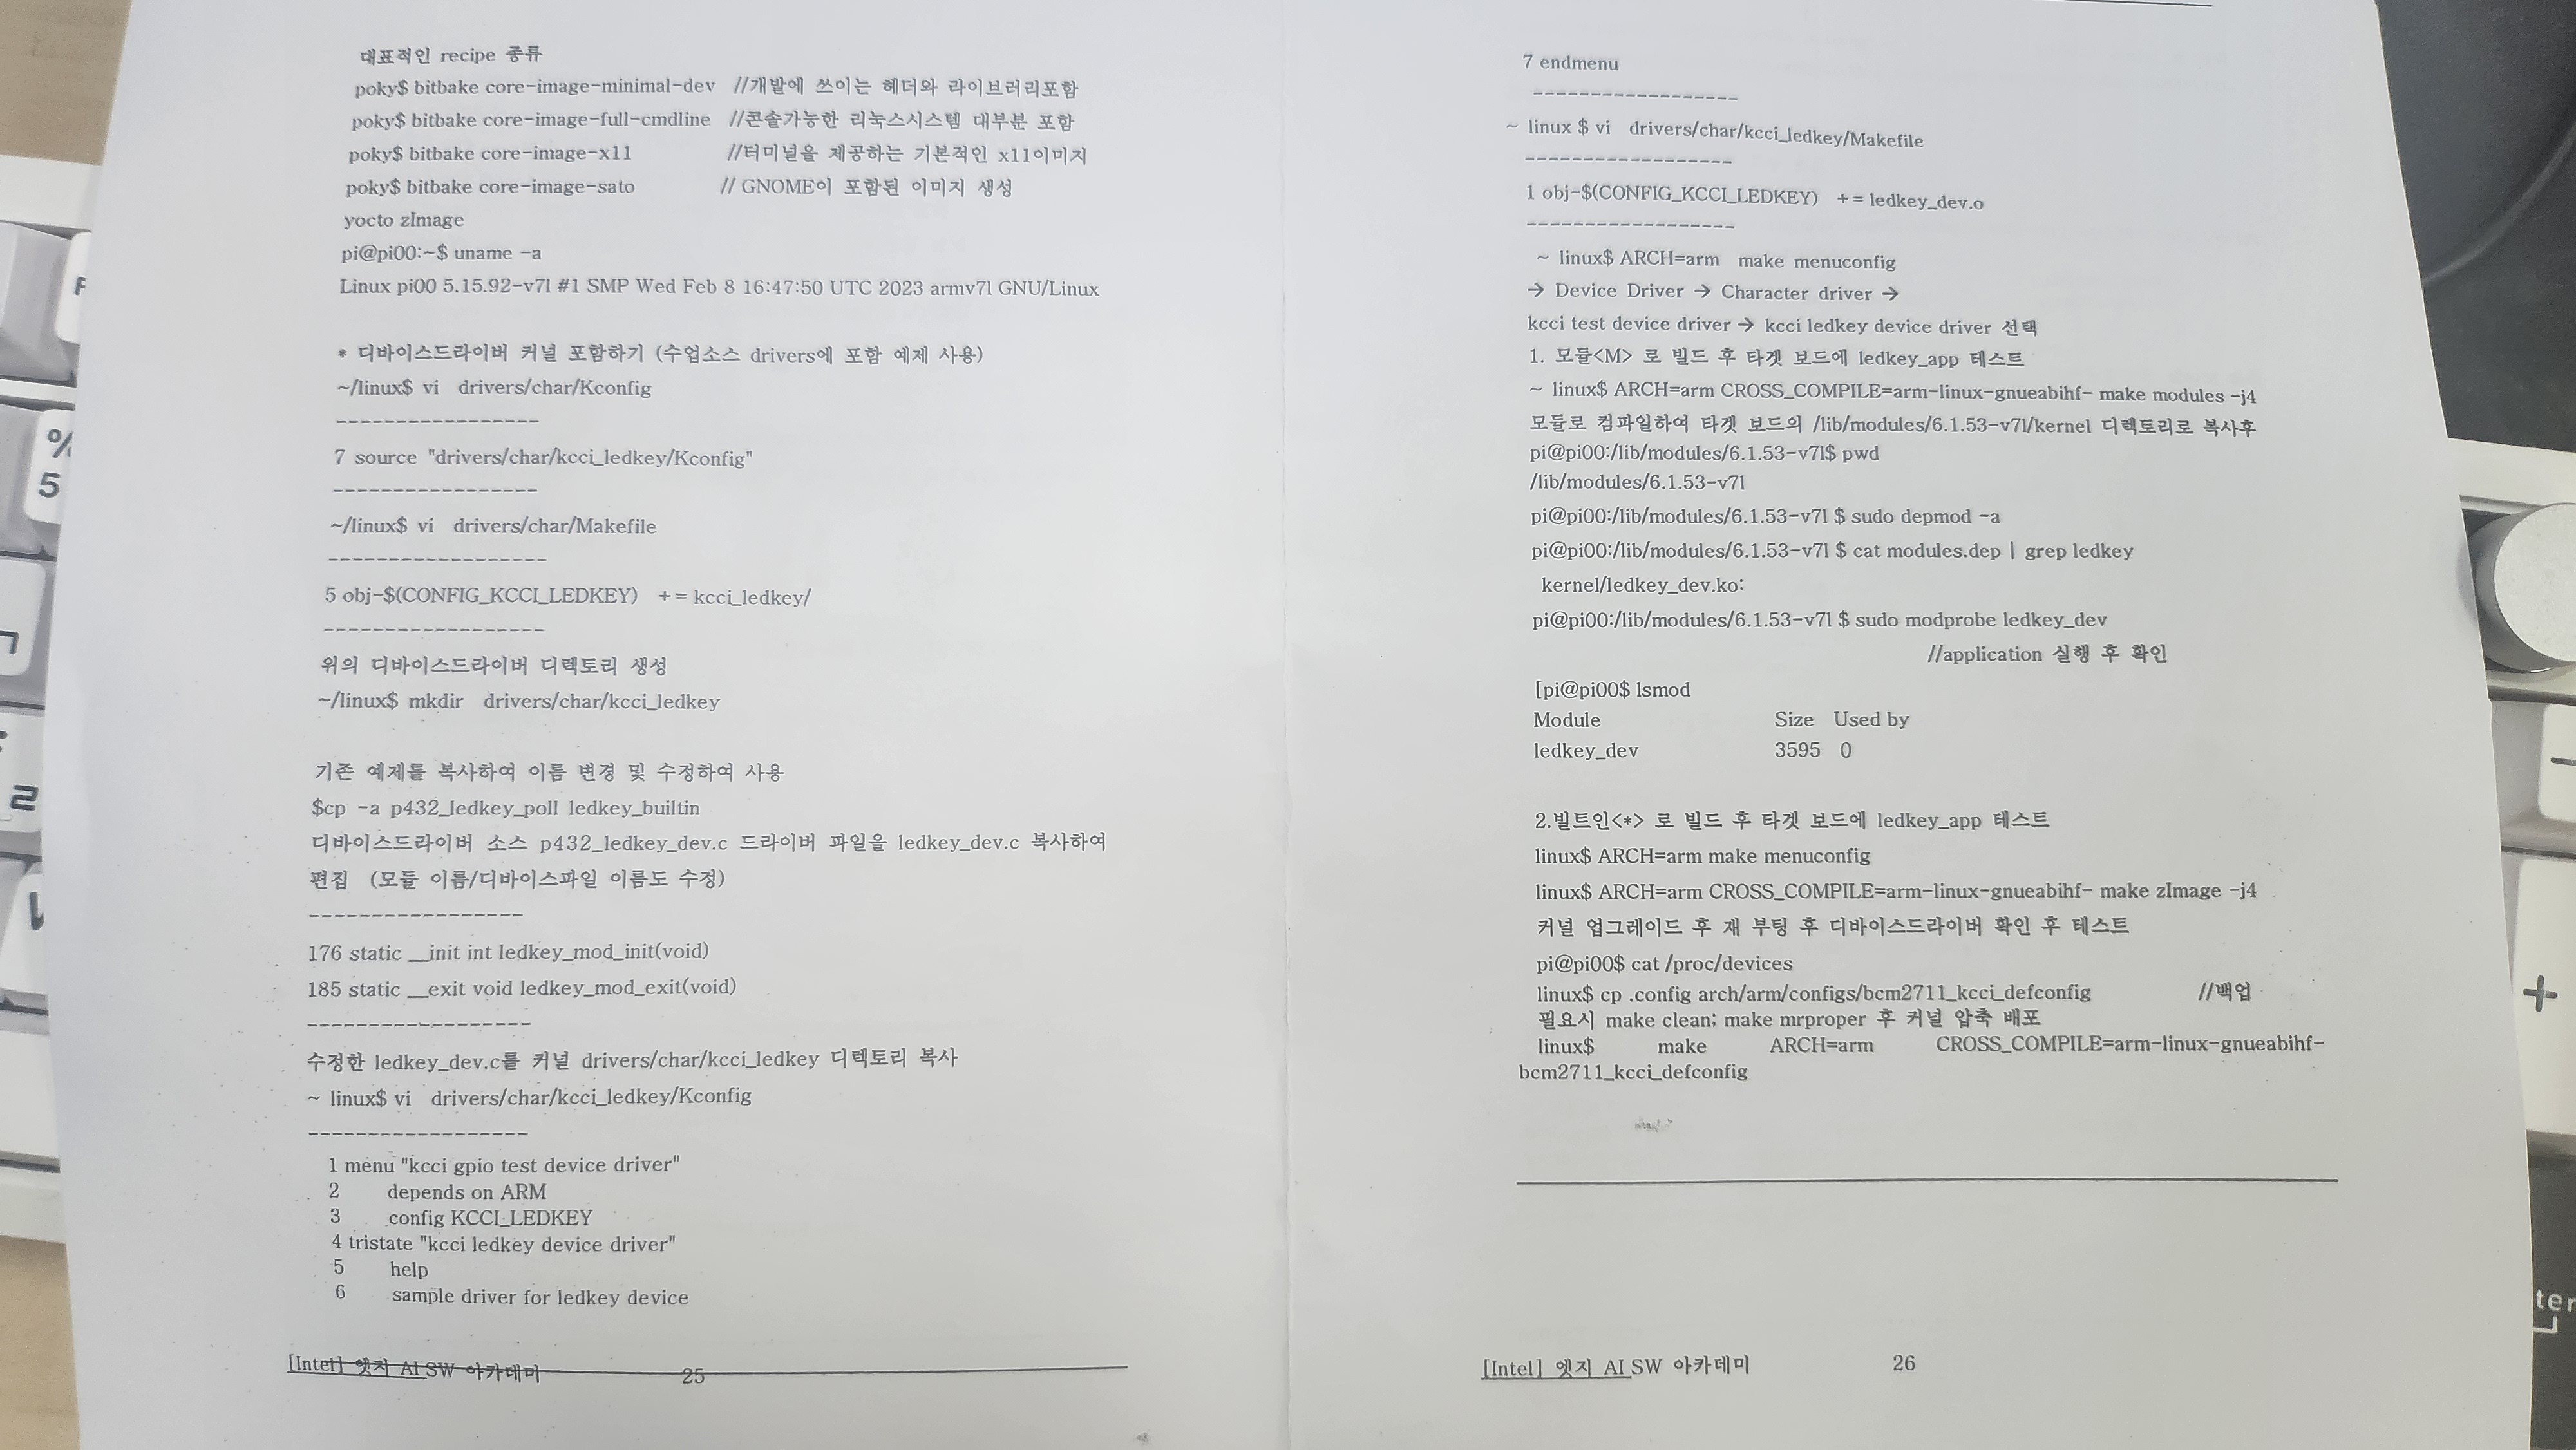 대표적인 recipe 종류
poky$ bitbake core-image-minimal-dev //개발에 쓰이는 헤더와 라이브러리포함
poky$ bitbake core-image-full-cmdline //콘솔가능한 리눅스시스템 대부분 포함
poky$ bitbake core-image-x11 //터미널을 제공하는 기본적인 x11이미지
poky$ bitbake core-image-sato // GNOME이 포함된 이미지 생성
yocto zImage
pi@pi00:~$ uname -a
Linux pi00 5.15.92-v7l #1 SMP Wed Feb 8 16:47:50 UTC 2023 armv7l GNU/Linux
* 디바이스드라이버 커널 포함하기 (수업소스 drivers에 포함 예제 사용)
~/linux$ vi drivers/char/Kconfig
-----------------
7 source "drivers/char/kcci_ledkey/Kconfig"
-----------------
~/linux$ vi drivers/char/Makefile
------------------
5 obj-$(CONFIG_KCCI_LEDKEY) += kcci_ledkey/
------------------
위의 디바이스드라이버 디렉토리 생성
~/linux$ mkdir drivers/char/kcci_ledkey
기존 예제를 복사하여 이름 변경 및 수정하여 사용
$cp -a p432_ledkey_poll ledkey_builtin
디바이스드라이버 소스 p432_ledkey_dev.c 드라이버 파일을 ledkey_dev.c 복사하여
편집 (모듈 이름/디바이스파일 이름도 수정)
-----------------
176 static __init int ledkey_mod_init(void)
185 static __exit void ledkey_mod_exit(void)
------------------
수정한 ledkey_dev.c를 커널 drivers/char/kcci_ledkey 디렉토리 복사
~ linux$ vi drivers/char/kcci_ledkey/Kconfig
------------------
1 menu "kcci gpio test device driver"
2 depends on ARM
3 config KCCI_LEDKEY
4 tristate "kcci ledkey device driver"
5 help
6 sample driver for ledkey device
[Intel] 엣지 AI SW 아카데미 25
7 endmenu
------------------
~ linux $ vi drivers/char/kcci_ledkey/Makefile
------------------
1 obj-$(CONFIG_KCCI_LEDKEY) += ledkey_dev.o
------------------
~ linux$ ARCH=arm make menuconfig
→ Device Driver → Character driver →
kcci test device driver → kcci ledkey device driver 선택
1. 모듈<M> 로 빌드 후 타겟 보드에 ledkey_app 테스트
~ linux$ ARCH=arm CROSS_COMPILE=arm-linux-gnueabihf- make modules -j4
모듈로 컴파일하여 타겟 보드의 /lib/modules/6.1.53-v7l/kernel 디렉토리로 복사후
pi@pi00:/lib/modules/6.1.53-v7l$ pwd
/lib/modules/6.1.53-v7l
pi@pi00:/lib/modules/6.1.53-v7l $ sudo depmod -a
pi@pi00:/lib/modules/6.1.53-v7l $ cat modules.dep | grep ledkey
kernel/ledkey_dev.ko:
pi@pi00:/lib/modules/6.1.53-v7l $ sudo modprobe ledkey_dev
//application 실행 후 확인
[pi@pi00$ lsmod
Module Size Used by
ledkey_dev 3595 0
2.빌트인<*> 로 빌드 후 타겟 보드에 ledkey_app 테스트
linux$ ARCH=arm make menuconfig
linux$ ARCH=arm CROSS_COMPILE=arm-linux-gnueabihf- make zImage -j4
커널 업그레이드 후 재 부팅 후 디바이스드라이버 확인 후 테스트
pi@pi00$ cat /proc/devices
linux$ cp .config arch/arm/configs/bcm2711_kcci_defconfig //백업
필요시 make clean; make mrproper 후 커널 압축 배포
linux$ make ARCH=arm CROSS_COMPILE=arm-linux-gnueabihf-
bcm2711_kcci_defconfig
[Intel] 엣지 AI SW 아카데미 26
%
5
ㄱ
ㄹ
-
+
ter